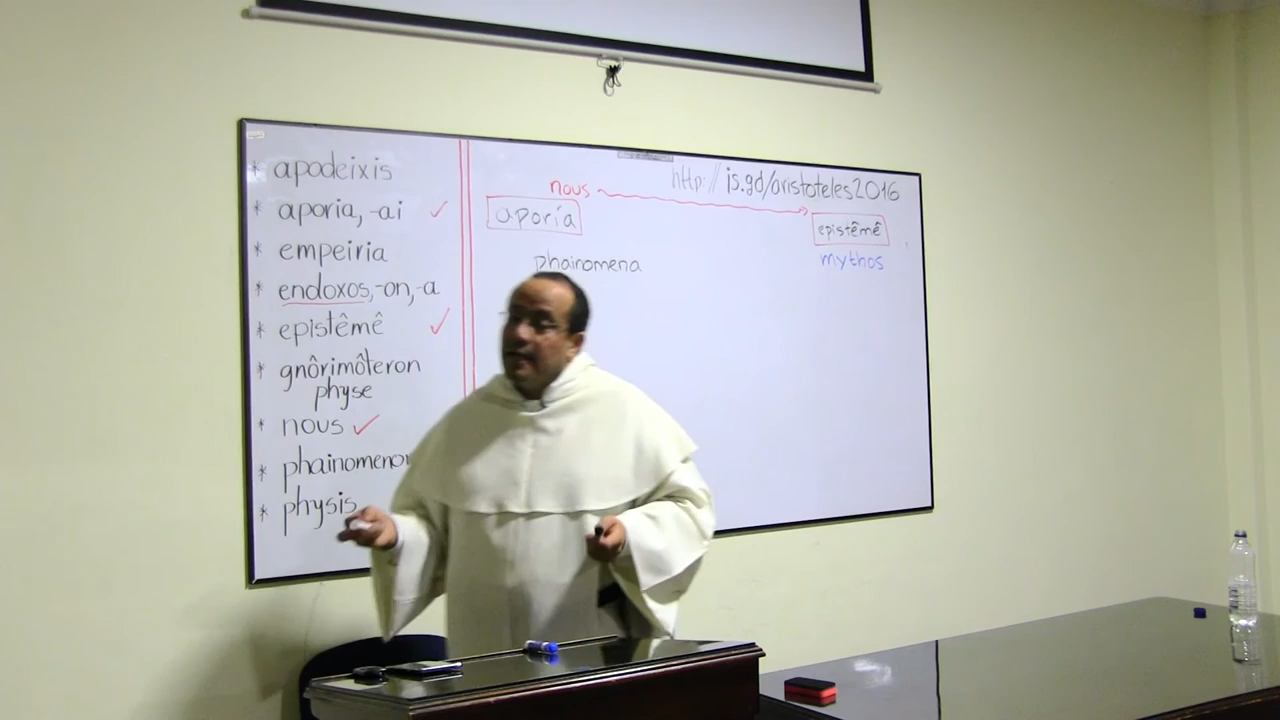 * apodeixis
* aporia, -ai ✓
* empeiria
* endoxos,-on,-a
* epistêmê ✓
* gnôrimôteron
physe
* nous ✓
* phainomenon
* physis
http://is.gd/aristoteles2016
nous
aporía
epistêmê
phainomena
mythos